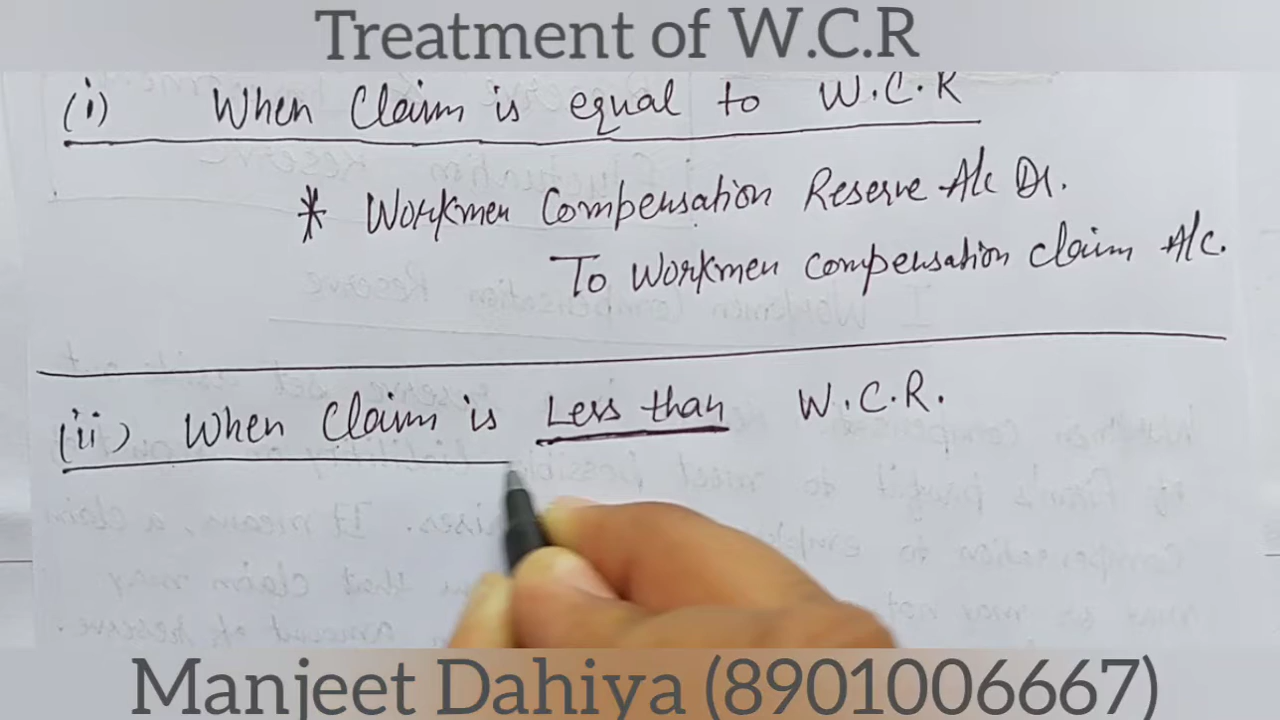 Treatment of W.C.R
(i) When Claim is equal to W.C.R
* Workmen Compensation Reserve A/c Dr.
To Workmen compensation claim A/c.
(ii) When Claim is Less than W.C.R.
Manjeet Dahiya (8901006667)